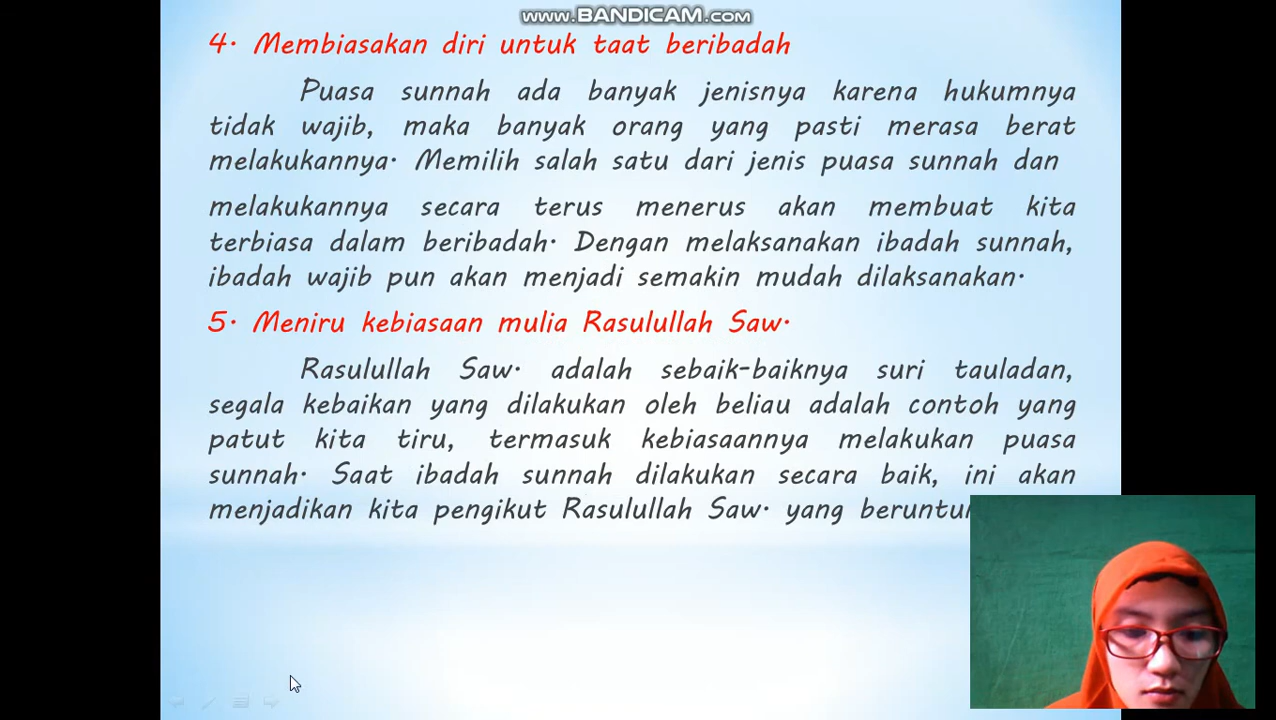 www.BANDICAM.com
4. Membiasakan diri untuk taat beribadah
Puasa sunnah ada banyak jenisnya karena hukumnya
tidak wajib, maka banyak orang yang pasti merasa berat
melakukannya. Memilih salah satu dari jenis puasa sunnah dan
melakukannya secara terus menerus akan membuat kita
terbiasa dalam beribadah. Dengan melaksanakan ibadah sunnah,
ibadah wajib pun akan menjadi semakin mudah dilaksanakan.
5. Meniru kebiasaan mulia Rasulullah Saw.
Rasulullah Saw. adalah sebaik-baiknya suri tauladan,
segala kebaikan yang dilakukan oleh beliau adalah contoh yang
patut kita tiru, termasuk kebiasaannya melakukan puasa
sunnah. Saat ibadah sunnah dilakukan secara baik, ini akan
menjadikan kita pengikut Rasulullah Saw. yang